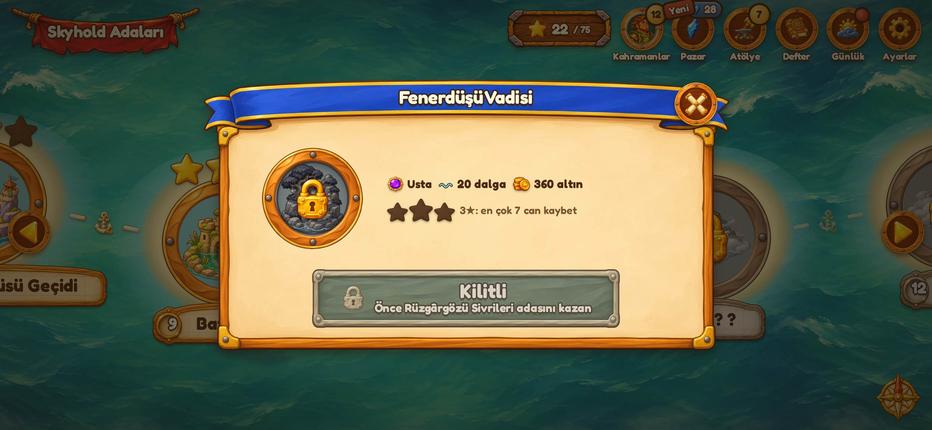 Skyhold Adaları
22 / 75
12
Yeni
28
7
Kahramanlar
Pazar
Atölye
Defter
Günlük
Ayarlar
Fenerdüşü Vadisi
Usta
20 dalga
360 altın
3★: en çok 7 can kaybet
Kilitli
Önce Rüzgârgözü Sivrileri adasını kazan
üsü Geçidi
9
Ba
? ?
12